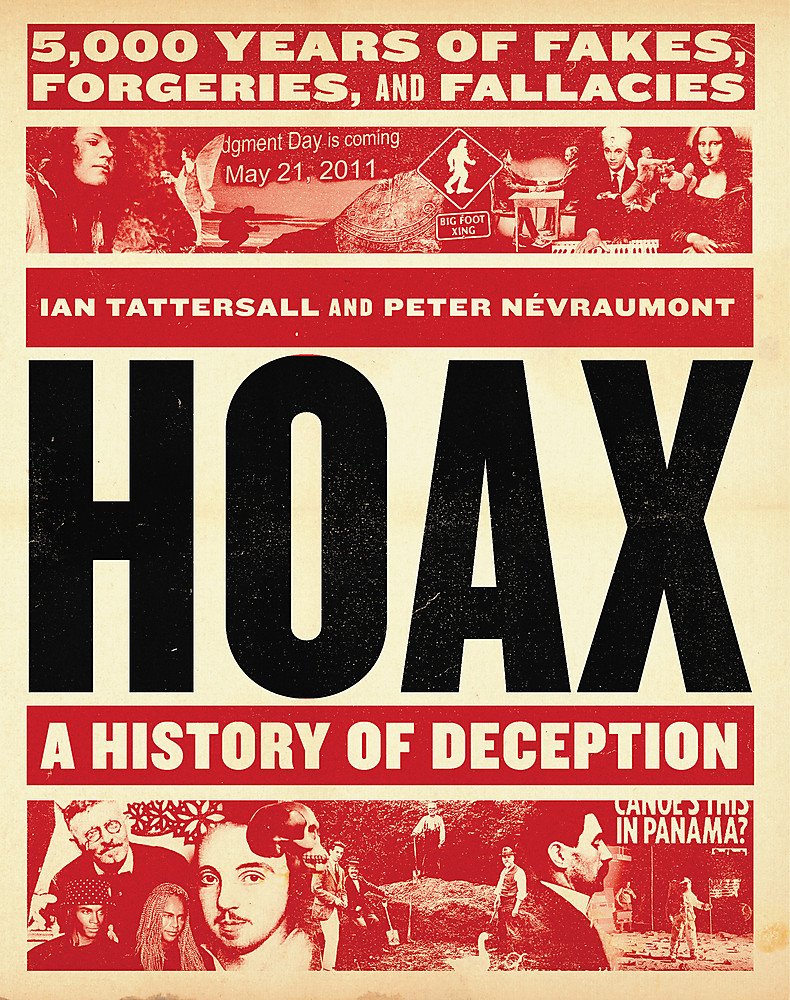 5,000 YEARS OF FAKES,
FORGERIES, AND FALLACIES
dgment Day is coming
May 21, 2011
BIG FOOT
XING
IAN TATTERSALL AND PETER NÉVRAUMONT
HOAX
A HISTORY OF DECEPTION
CANOE'S THIS
IN PANAMA?